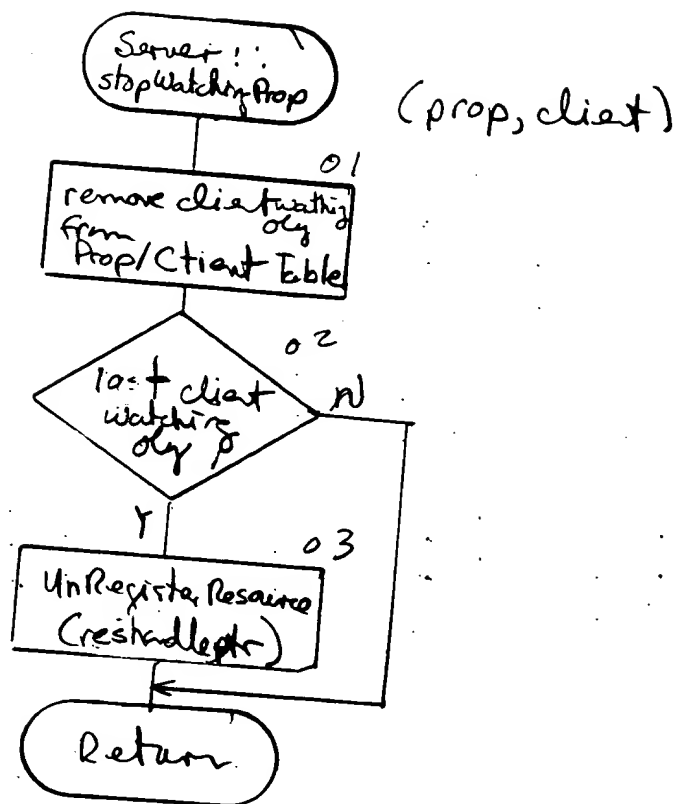 Server::
stopWatchingProp
(prop, client)
01
remove client watching
obj
from
Prop/Client Table
02
last client
watching
obj
N
Y
03
UnRegister Resource
(reshandleptr)
Return